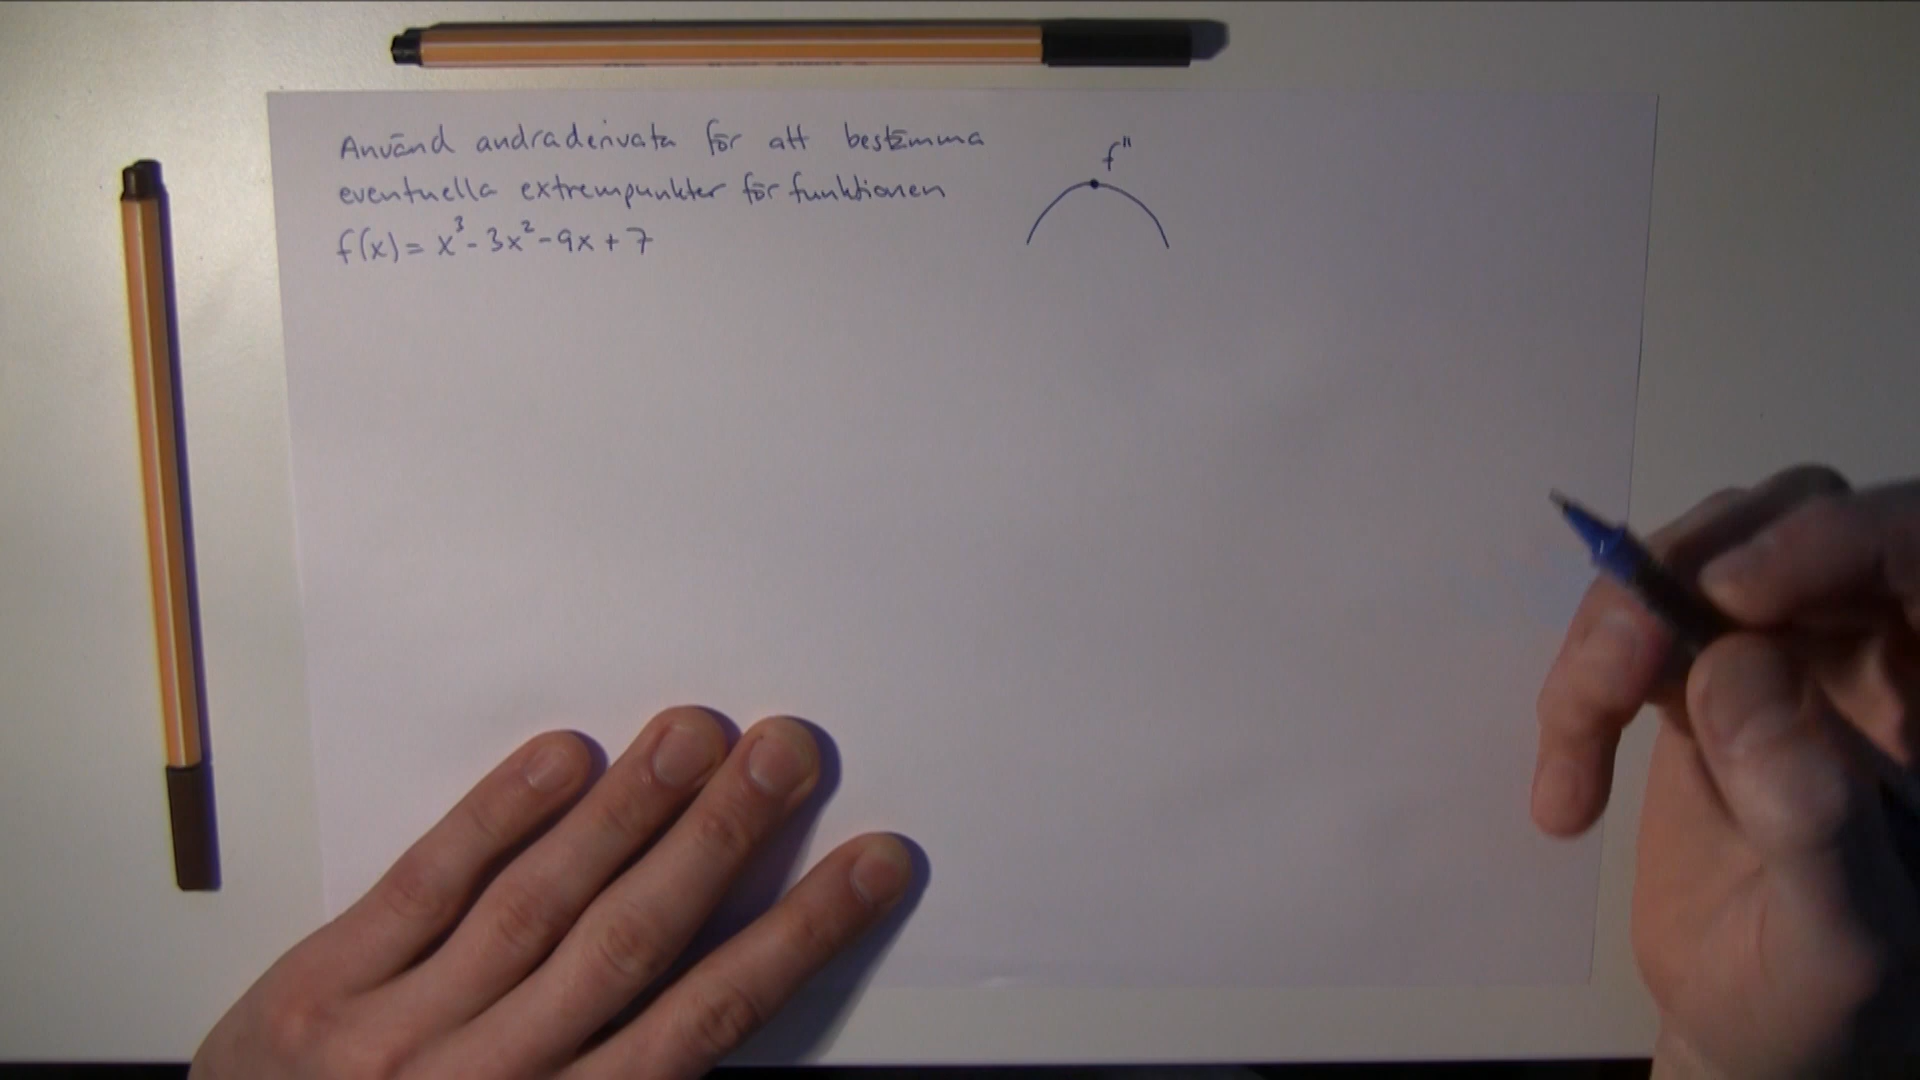 Använd andraderivata för att bestämma
eventuella extrempunkter för funktionen
f(x) = x³ - 3x² - 9x + 7
f"